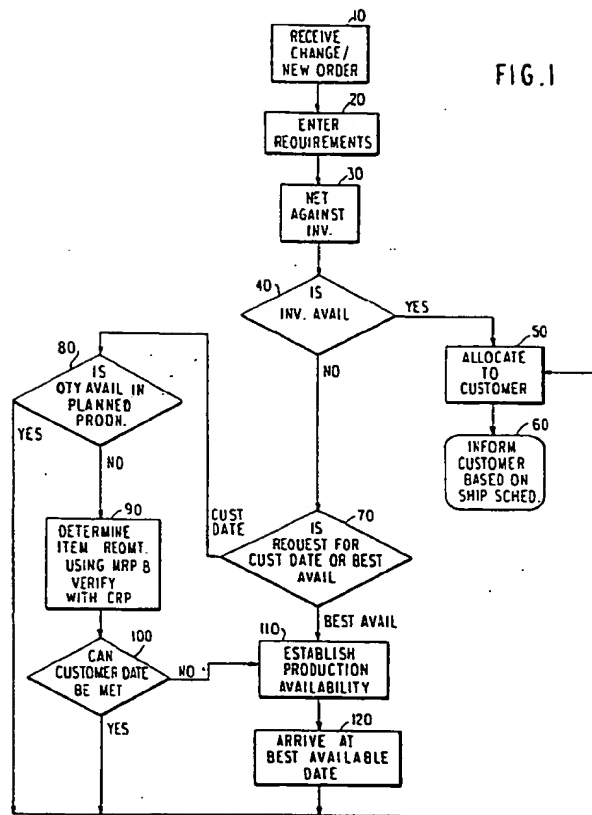 10
RECEIVE
CHANGE/
NEW ORDER
FIG.1
20
ENTER
REQUIREMENTS
30
NET
AGAINST
INV.
40
IS
INV. AVAIL
YES
NO
50
ALLOCATE
TO
CUSTOMER
60
INFORM
CUSTOMER
BASED ON
SHIP SCHED.
80
IS
QTY AVAIL IN
PLANNED
PRODN.
YES
NO
CUST
DATE
70
IS
REQUEST FOR
CUST DATE OR BEST
AVAIL
BEST AVAIL
90
DETERMINE
ITEM REQMT.
USING MRP &
VERIFY
WITH CRP
100
CAN
CUSTOMER DATE
BE MET
NO
YES
110
ESTABLISH
PRODUCTION
AVAILABILITY
120
ARRIVE AT
BEST AVAILABLE
DATE